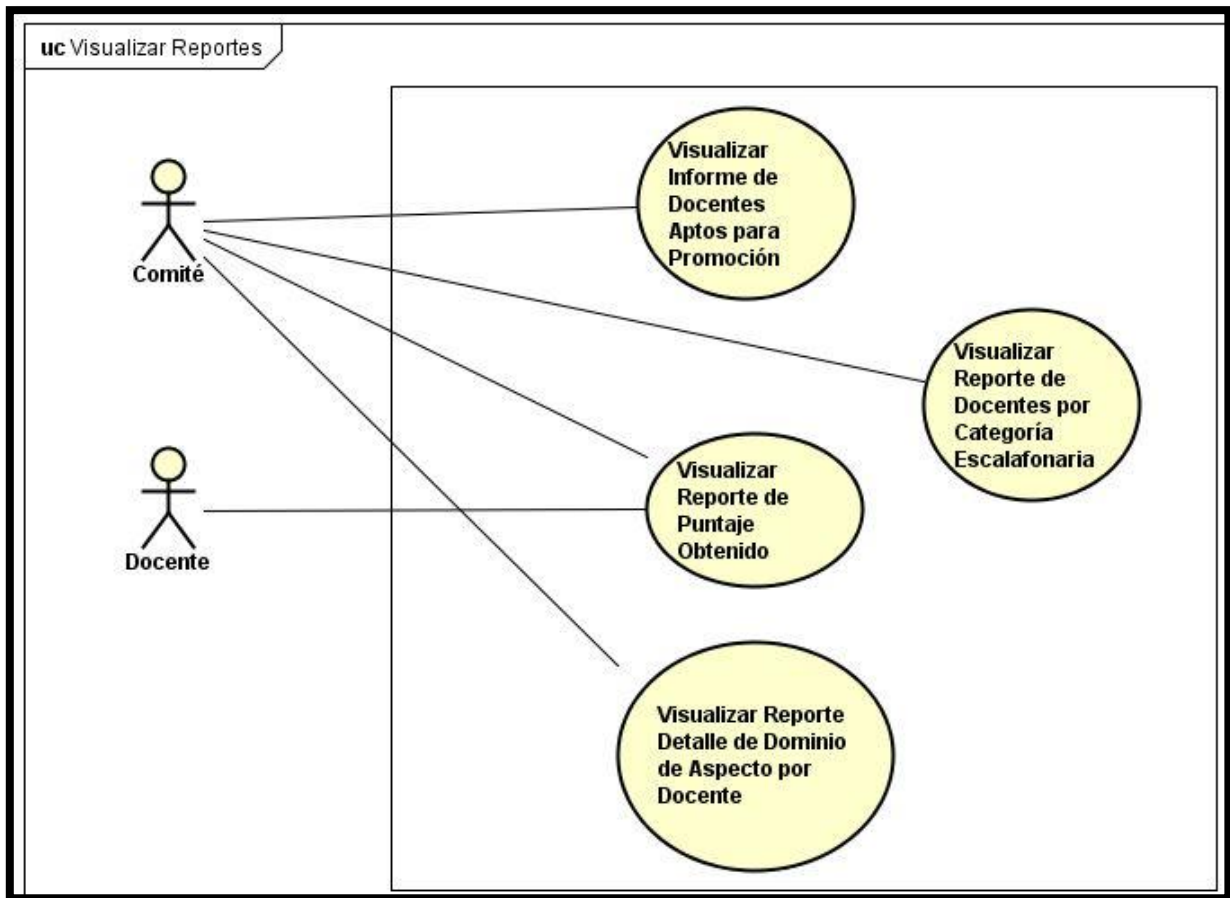 uc Visualizar Reportes
Visualizar
Informe de
Docentes
Aptos para
Promoción
Comité
Visualizar
Reporte de
Docentes por
Categoría
Escalafonaria
Visualizar
Reporte de
Puntaje
Obtenido
Docente
Visualizar Reporte
Detalle de Dominio
de Aspecto por
Docente